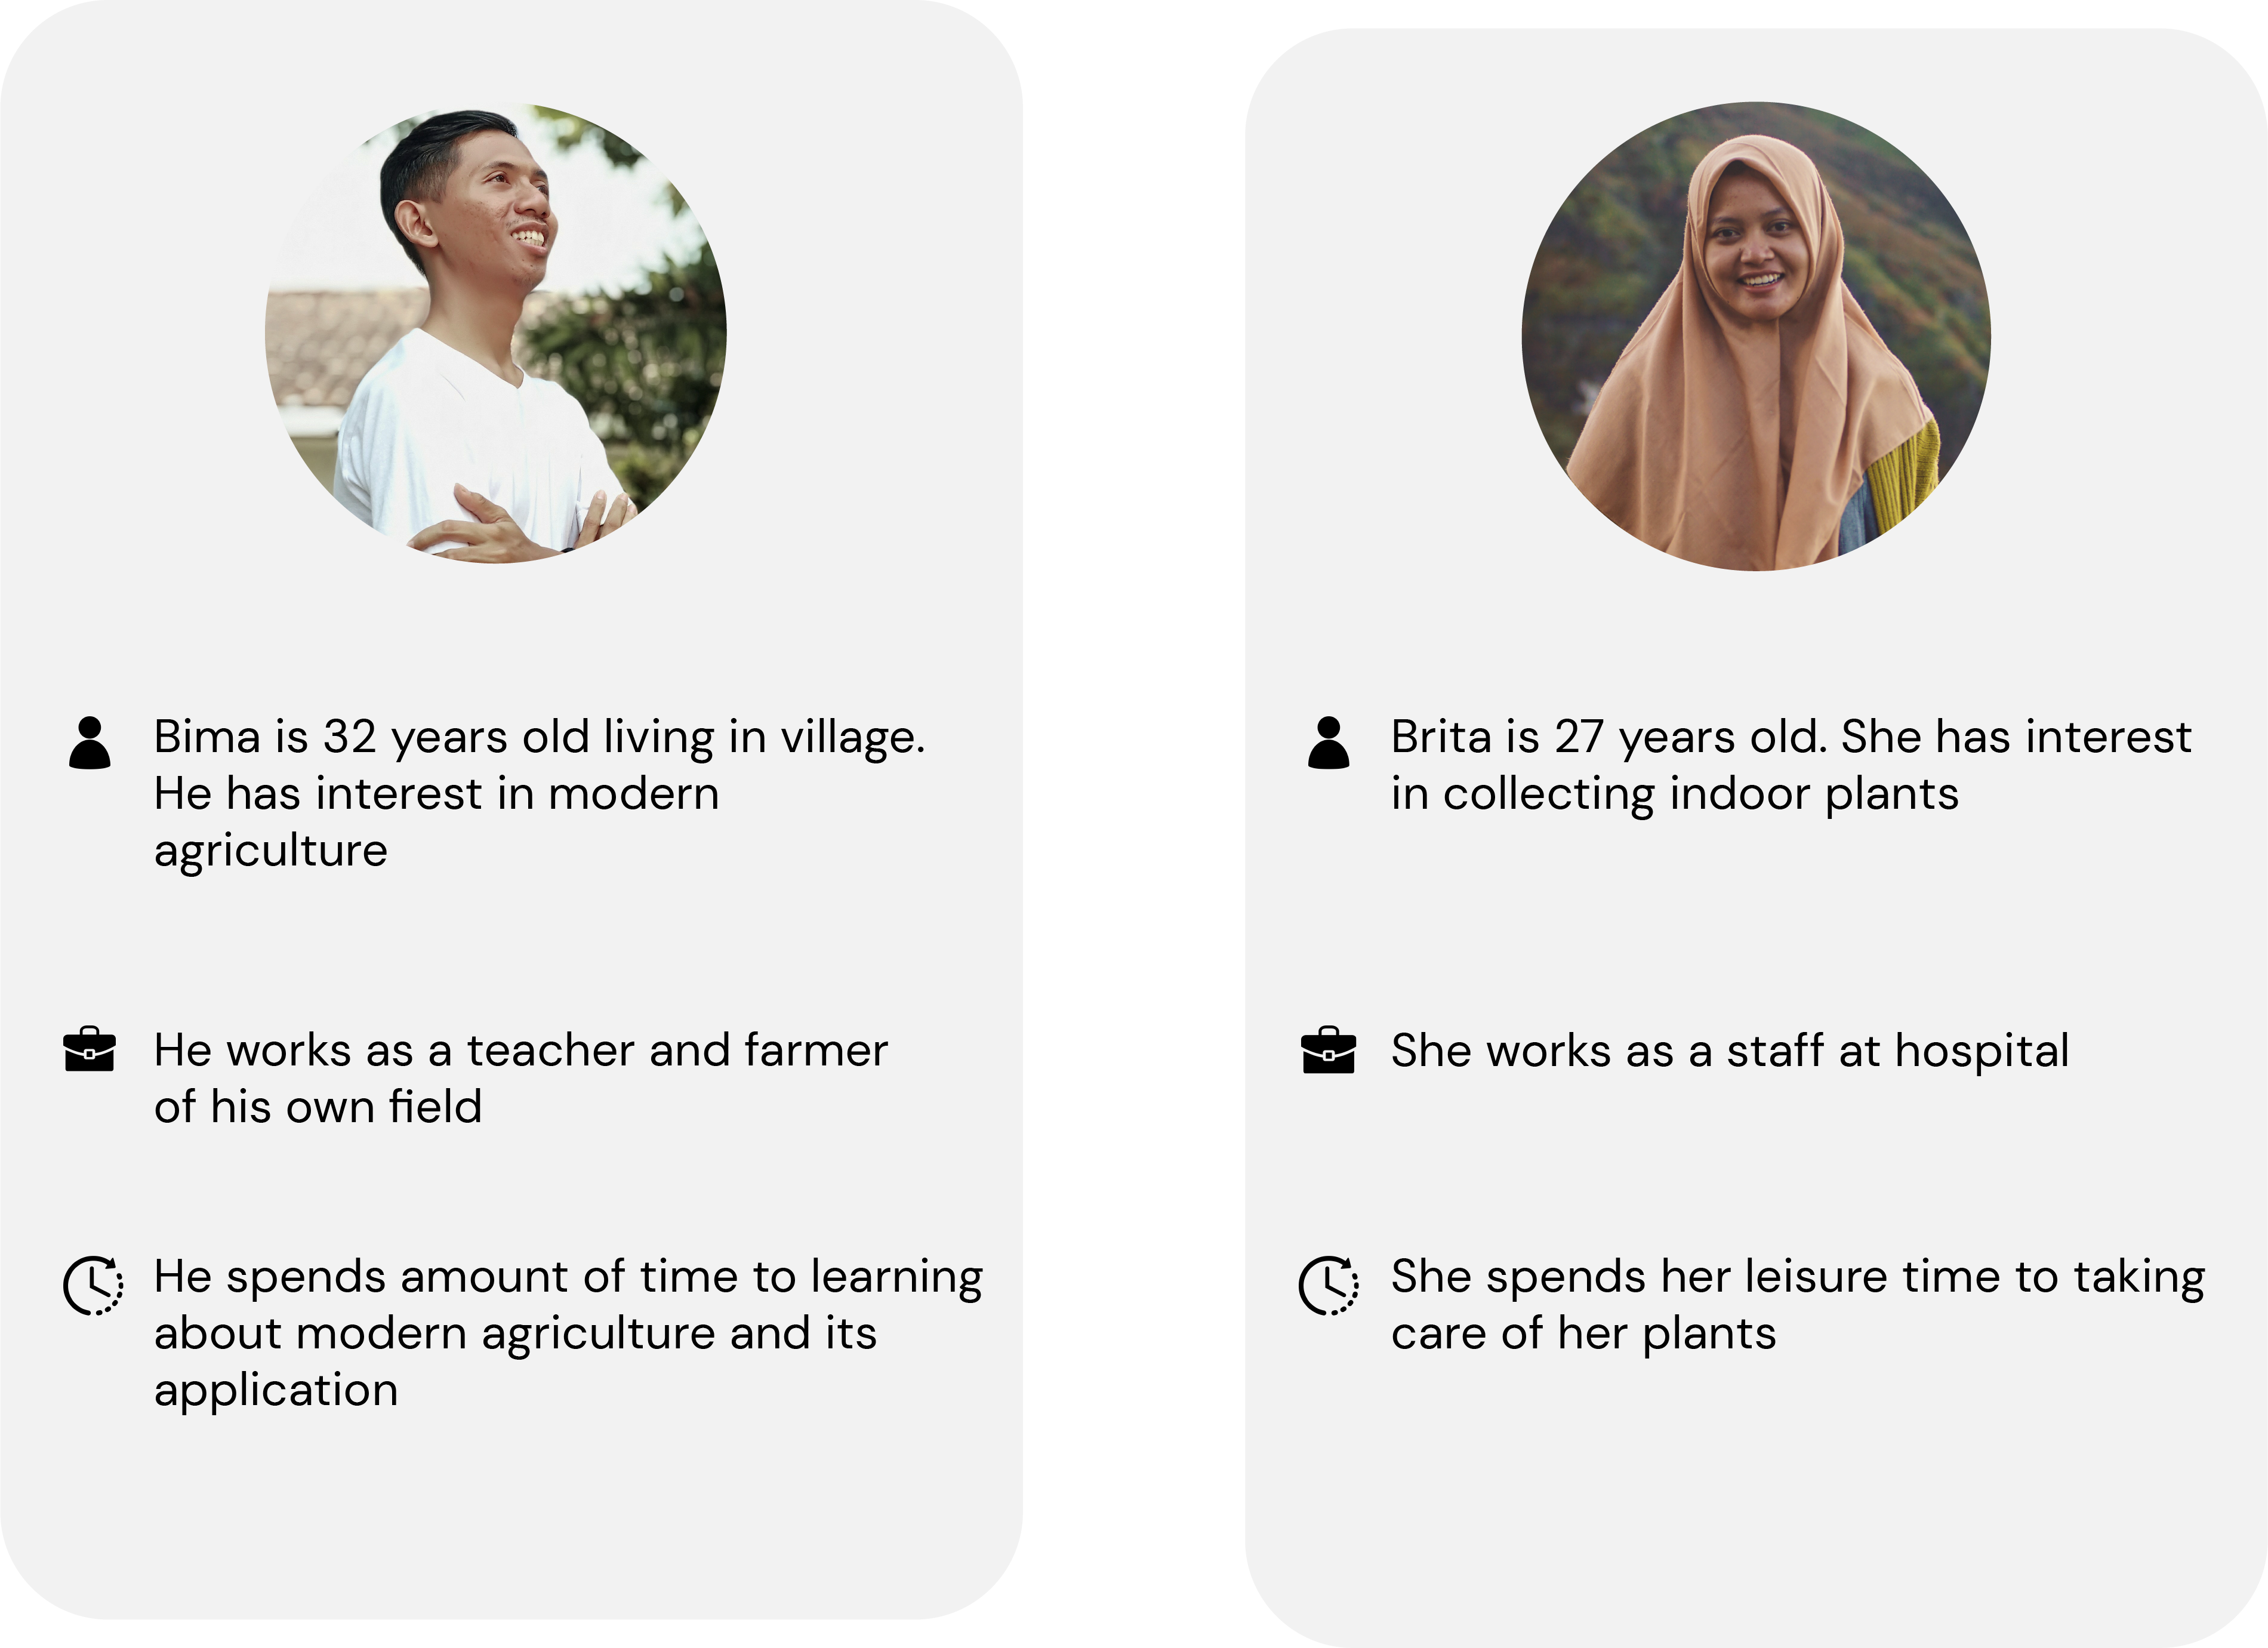 Bima is 32 years old living in village.
He has interest in modern
agriculture
He works as a teacher and farmer
of his own field
He spends amount of time to learning
about modern agriculture and its
application
Brita is 27 years old. She has interest
in collecting indoor plants
She works as a staff at hospital
She spends her leisure time to taking
care of her plants